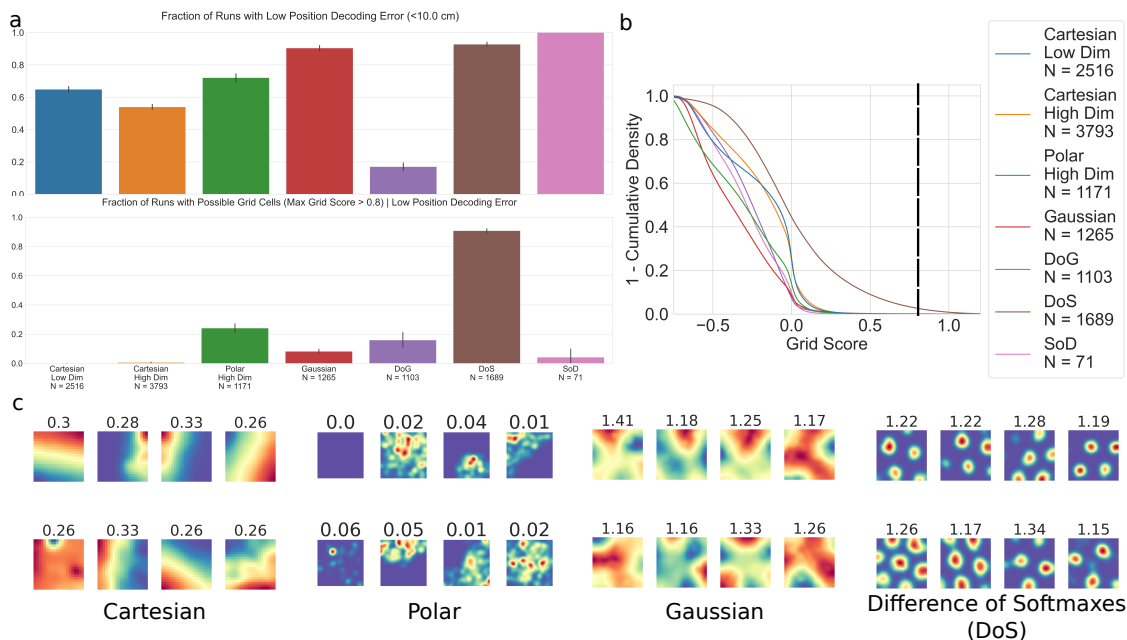 a
Fraction of Runs with Low Position Decoding Error (<10.0 cm)
1.0
0.8
0.6
0.4
0.2
0.0
Fraction of Runs with Possible Grid Cells (Max Grid Score > 0.8) | Low Position Decoding Error
1.0
0.8
0.6
0.4
0.2
0.0
Cartesian
Low Dim
N = 2516
Cartesian
High Dim
N = 3793
Polar
High Dim
N = 1171
Gaussian
N = 1265
DoG
N = 1103
DoS
N = 1689
SoD
N = 71
b
1 - Cumulative Density
1.0
0.8
0.6
0.4
0.2
0.0
−0.5 0.0 0.5 1.0
Grid Score
Cartesian
Low Dim
N = 2516
Cartesian
High Dim
N = 3793
Polar
High Dim
N = 1171
Gaussian
N = 1265
DoG
N = 1103
DoS
N = 1689
SoD
N = 71
c
0.3 0.28 0.33 0.26
0.26 0.33 0.26 0.26
Cartesian
0.0 0.02 0.04 0.01
0.06 0.05 0.01 0.02
Polar
1.41 1.18 1.25 1.17
1.16 1.16 1.33 1.26
Gaussian
1.22 1.22 1.28 1.19
1.26 1.17 1.34 1.15
Difference of Softmaxes
(DoS)